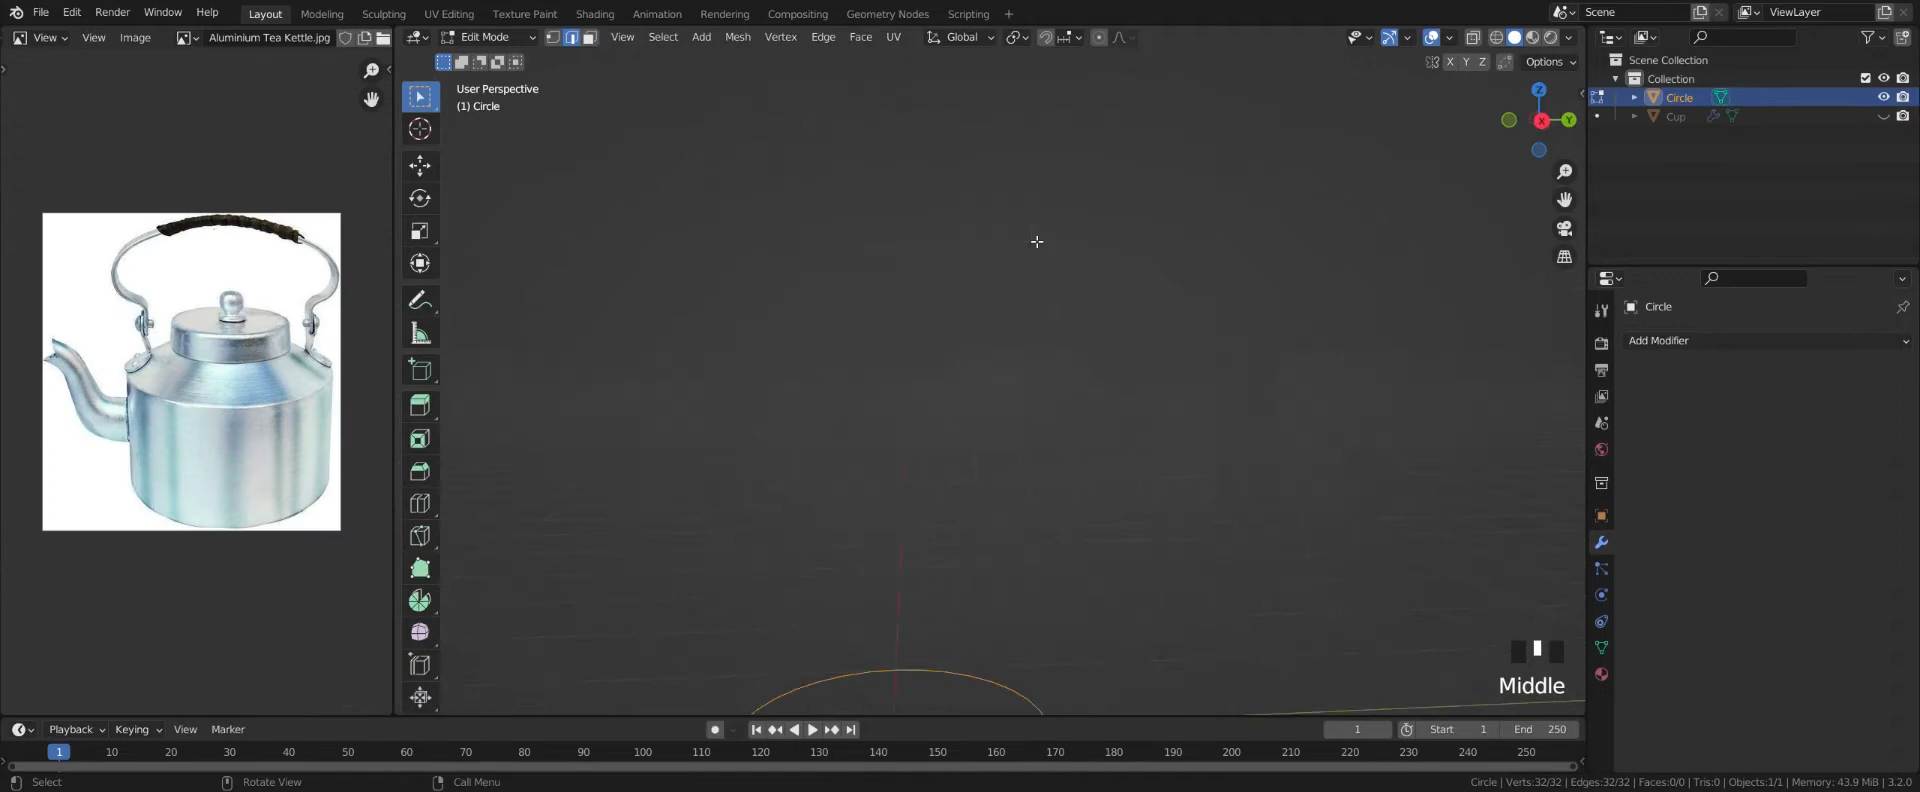 File Edit Render Window Help Layout Modeling Sculpting UV Editing Texture Paint Shading Animation Rendering Compositing Geometry Nodes Scripting + Scene ViewLayer
View View Image Aluminium Tea Kettle.jpg Edit Mode View Select Add Mesh Vertex Edge Face UV Global
X Y Z Options
User Perspective
(1) Circle
Z
X
Y
Scene Collection
Collection
Circle
Cup
Circle
Add Modifier
Middle
Playback Keying View Marker 1 Start 1 End 250
1 10 20 30 40 50 60 70 80 90 100 110 120 130 140 150 160 170 180 190 200 210 220 230 240 250
Select Rotate View Call Menu Circle | Verts:32/32 | Edges:32/32 | Faces:0/0 | Tris:0 | Objects:1/1 | Memory: 43.9 MiB | 3.2.0